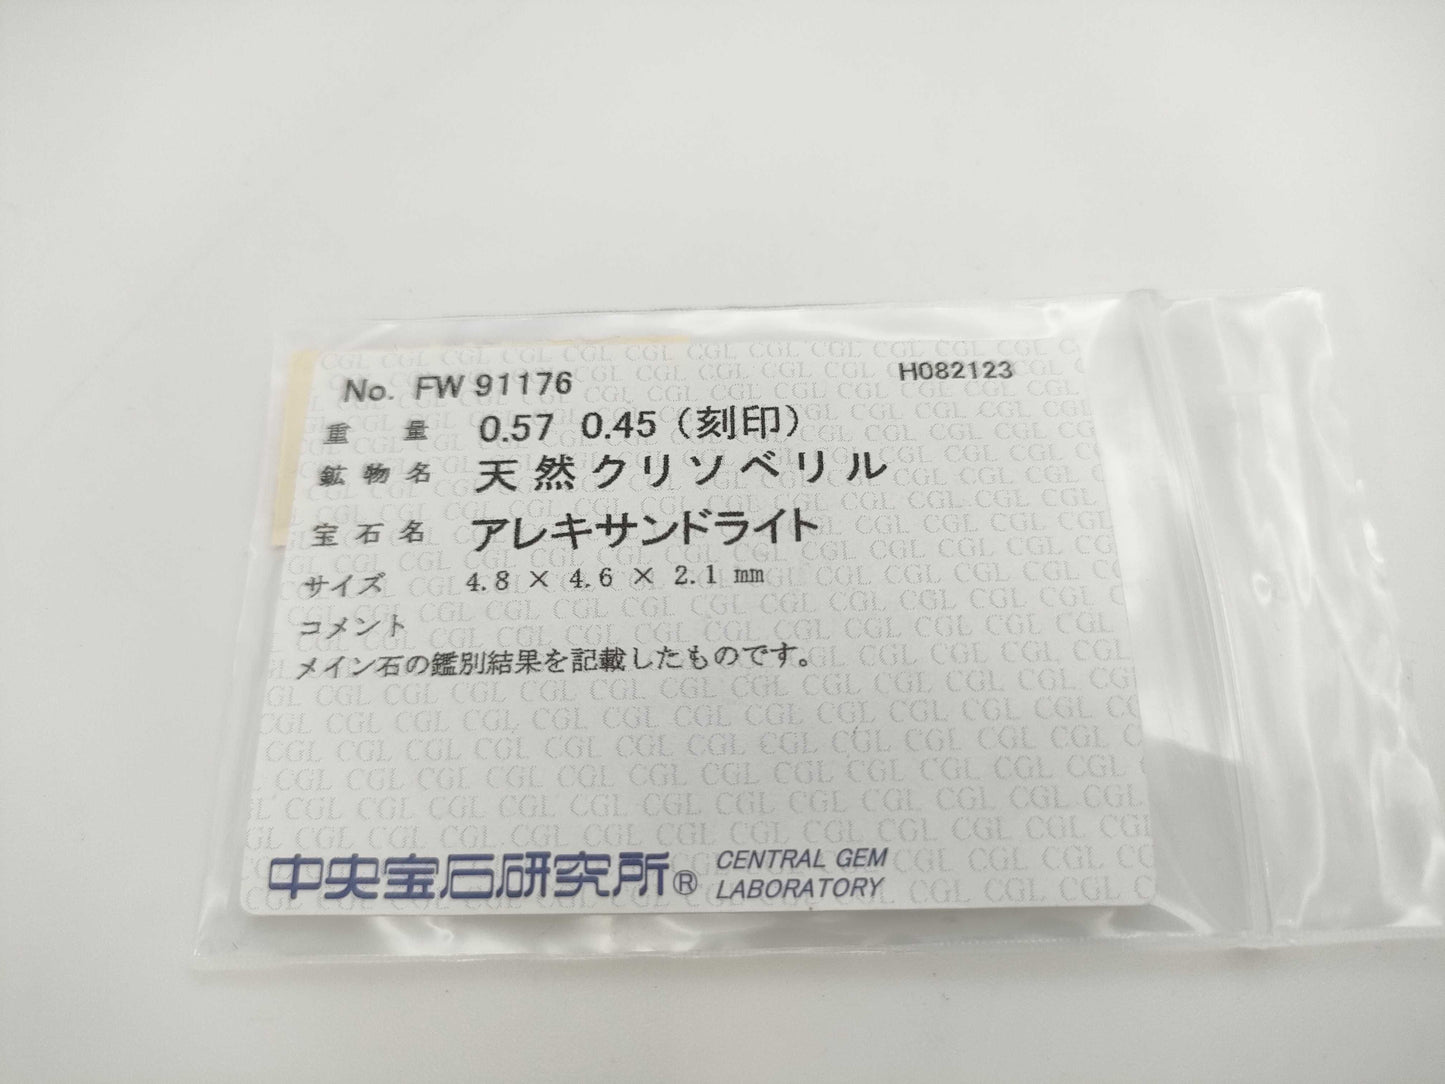 No. FW 91176 H082123
重量 0.57 0.45 (刻印)
鉱物名 天然クリソベリル
宝石名 アレキサンドライト
サイズ 4.8 × 4.6 × 2.1 mm
コメント
メイン石の鑑別結果を記載したものです。
中央宝石研究所® CENTRAL GEM
LABORATORY